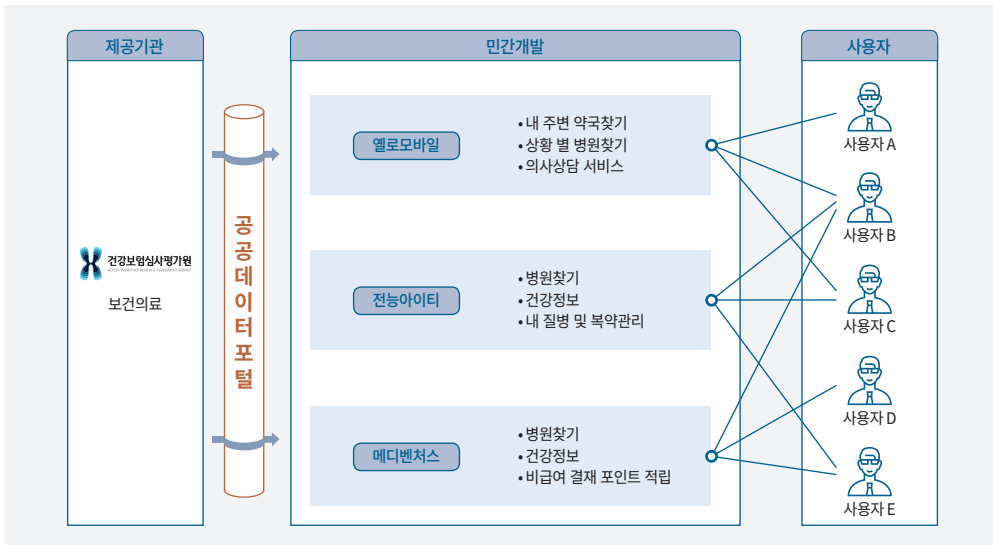 제공기관
건강보험심사평가원
HEALTH INSURANCE REVIEW & ASSESSMENT SERVICE
보건의료
공공데이터포털
민간개발
옐로모바일
• 내 주변 약국찾기
• 상황 별 병원찾기
• 의사상담 서비스
전능아이티
• 병원찾기
• 건강정보
• 내 질병 및 복약관리
메디벤처스
• 병원찾기
• 건강정보
• 비급여 결재 포인트 적립
사용자
사용자 A
사용자 B
사용자 C
사용자 D
사용자 E